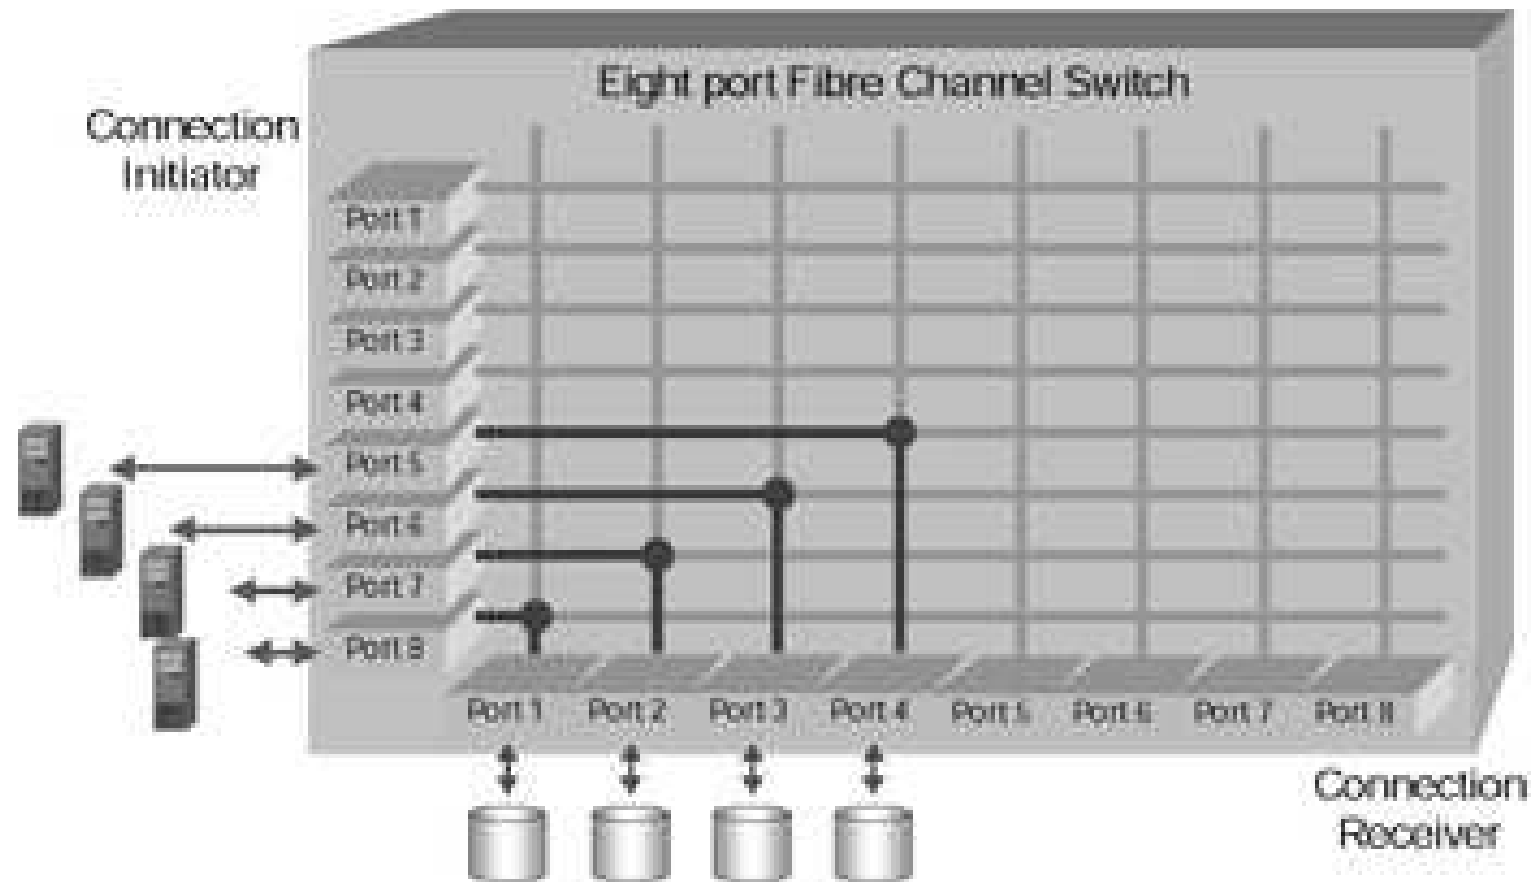 Eight port Fibre Channel Switch
Connection
Initiator
Port 1
Port 2
Port 3
Port 4
Port 5
Port 6
Port 7
Port 8
Port 1
Port 2
Port 3
Port 4
Port 5
Port 6
Port 7
Port 8
Connection
Receiver